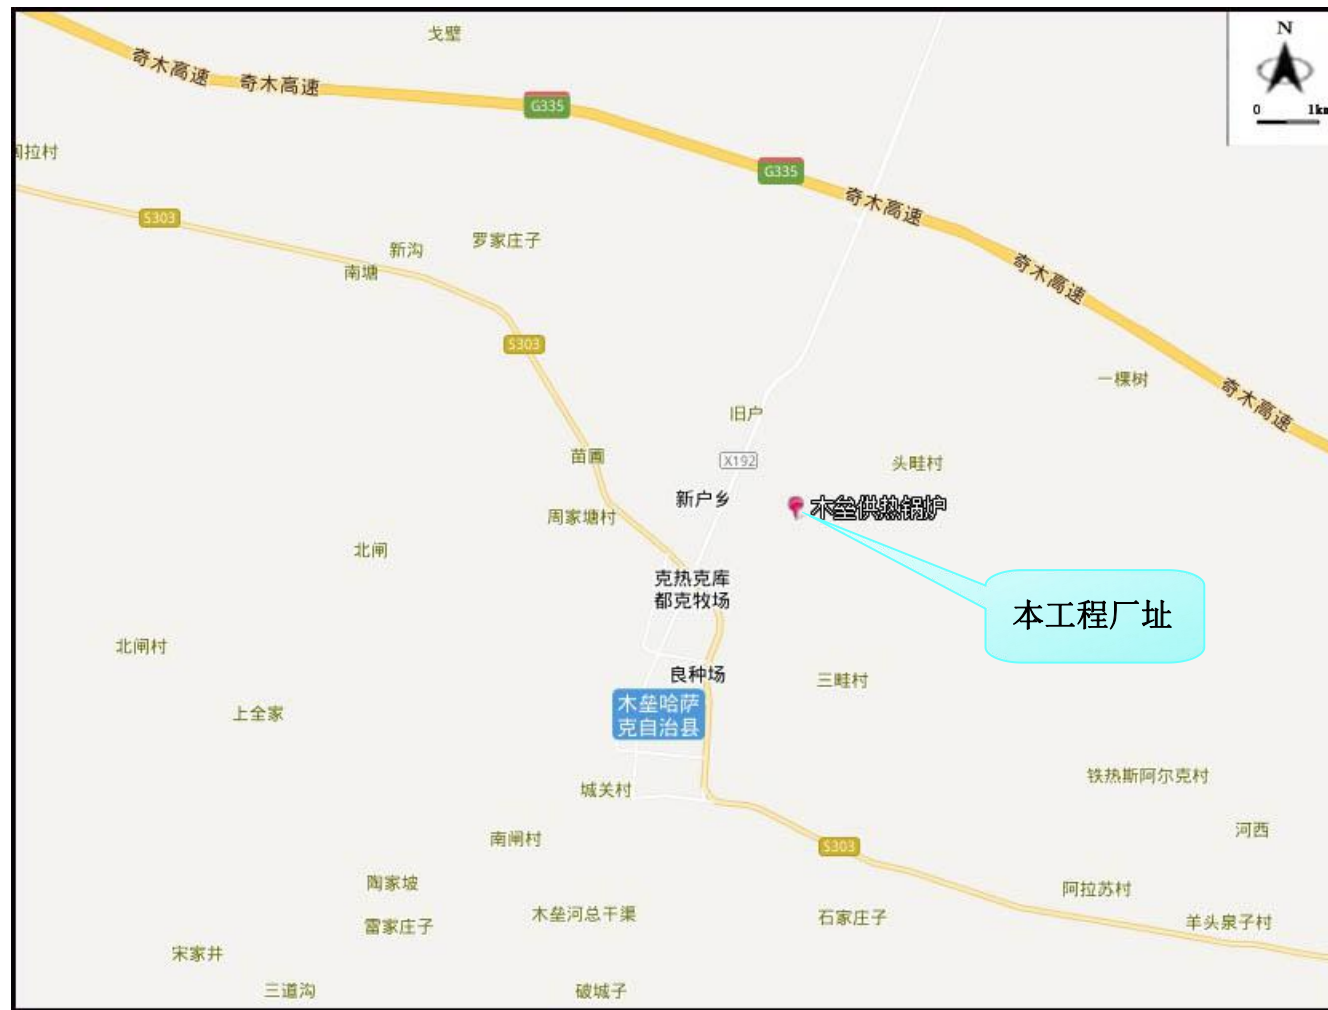 戈壁
N
奇木高速
奇木高速
G335
0 1km
拉村
G335
奇木高速
S303
罗家庄子
新沟
南塘
奇木高速
S303
一棵树
奇木高速
旧户
苗圃
X192
头畦村
新户乡
木垒供热锅炉
周家塘村
北闸
克热克库
都克牧场
本工程厂址
北闸村
良种场
三畦村
木垒哈萨
克自治县
上全家
铁热斯阿尔克村
城关村
河西
南闸村
S303
陶家坡
阿拉苏村
木垒河总干渠
石家庄子
羊头泉子村
雷家庄子
宋家井
三道沟
破城子